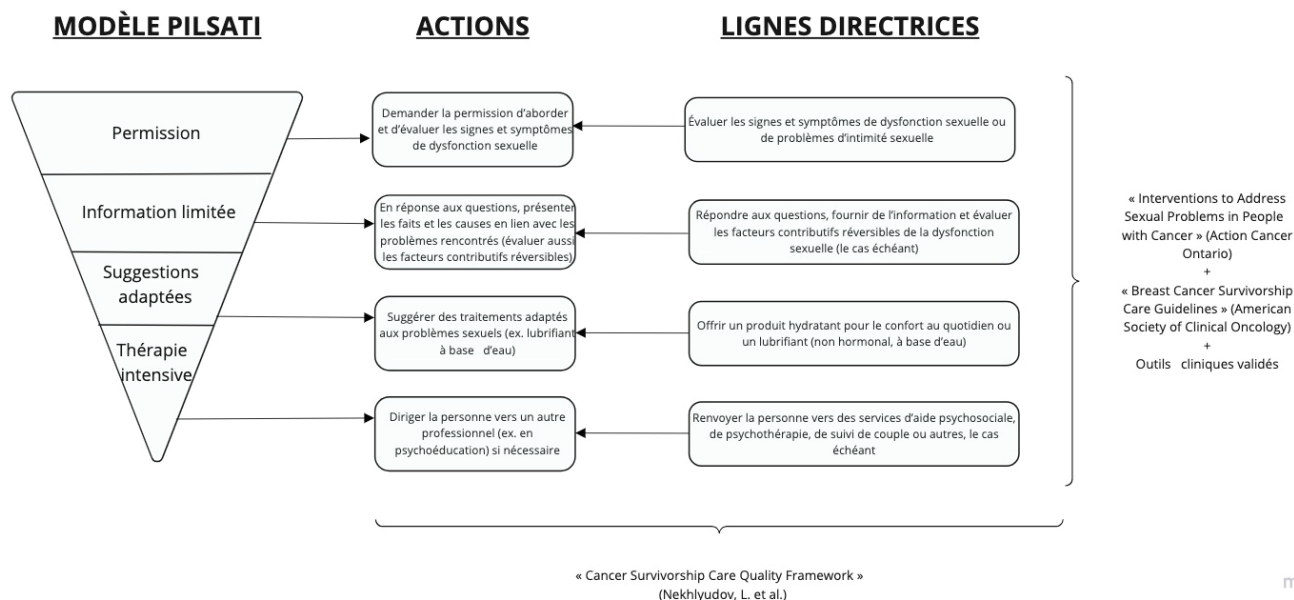 MODÈLE PILSATI
ACTIONS
LIGNES DIRECTRICES
Permission
Demander la permission d'aborder
et d'évaluer les signes et symptômes
de dysfonction sexuelle
Évaluer les signes et symptômes de dysfonction sexuelle ou
de problèmes d'intimité sexuelle
Information limitée
En réponse aux questions, présenter
les faits et les causes en lien avec les
problèmes rencontrés (évaluer aussi
les facteurs contributifs réversibles)
Répondre aux questions, fournir de l'information et évaluer
les facteurs contributifs réversibles de la dysfonction
sexuelle (le cas échéant)
Suggestions
adaptées
Suggérer des traitements adaptés
aux problèmes sexuels (ex. lubrifiant
à base d'eau)
Offrir un produit hydratant pour le confort au quotidien ou
un lubrifiant (non hormonal, à base d'eau)
Thérapie
intensive
Diriger la personne vers un autre
professionnel (ex. en
psychoéducation) si nécessaire
Renvoyer la personne vers des services d'aide psychosociale,
de psychothérapie, de suivi de couple ou autres, le cas
échéant
« Interventions to Address
Sexual Problems in People
with Cancer » (Action Cancer
Ontario)
+
« Breast Cancer Survivorship
Care Guidelines » (American
Society of Clinical Oncology)
+
Outils cliniques validés
« Cancer Survivorship Care Quality Framework »
(Nekhlyudov, L. et al.)